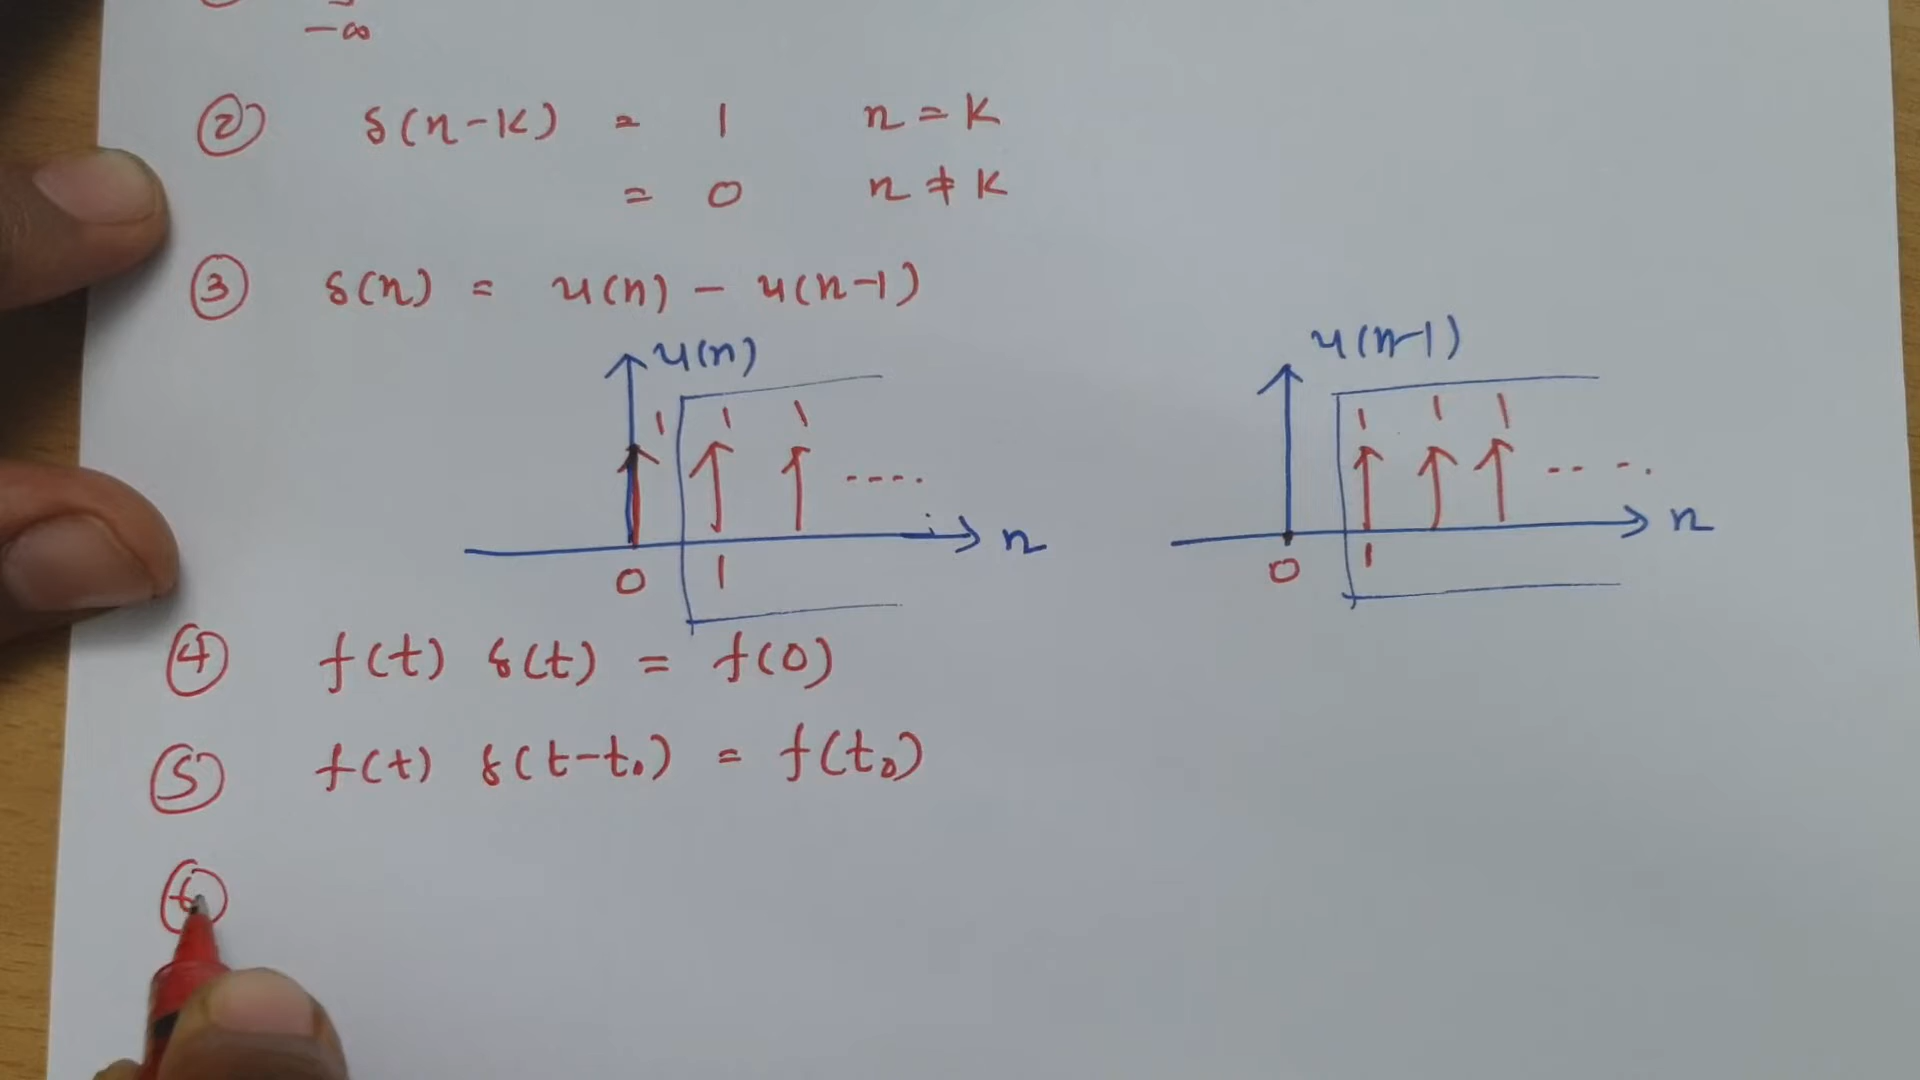 -∞
② δ(n-k) = 1 n = k
= 0 n ≠ k
③ δ(n) = u(n) - u(n-1)
u(n)
1 1 1 ----.
n
0 1
u(n-1)
1 1 1 -- -.
n
0 1
④ f(t) δ(t) = f(0)
⑤ f(t) δ(t-t₀) = f(t₀)
⑥